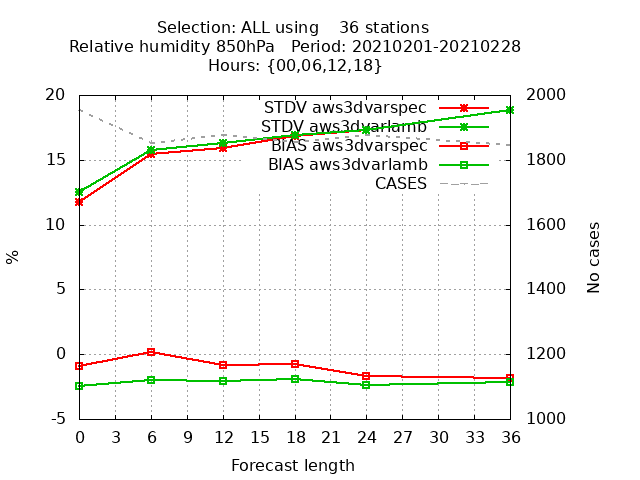 Selection: ALL using    36 stations
Relative humidity 850hPa   Period: 20210201-20210228
Hours: {00,06,12,18}
STDV aws3dvarspec
STDV aws3dvarlamb
BIAS aws3dvarspec
BIAS aws3dvarlamb
CASES
20
15
10
5
0
-5
%
2000
1800
1600
1400
1200
1000
No cases
0 3 6 9 12 15 18 21 24 27 30 33 36
Forecast length